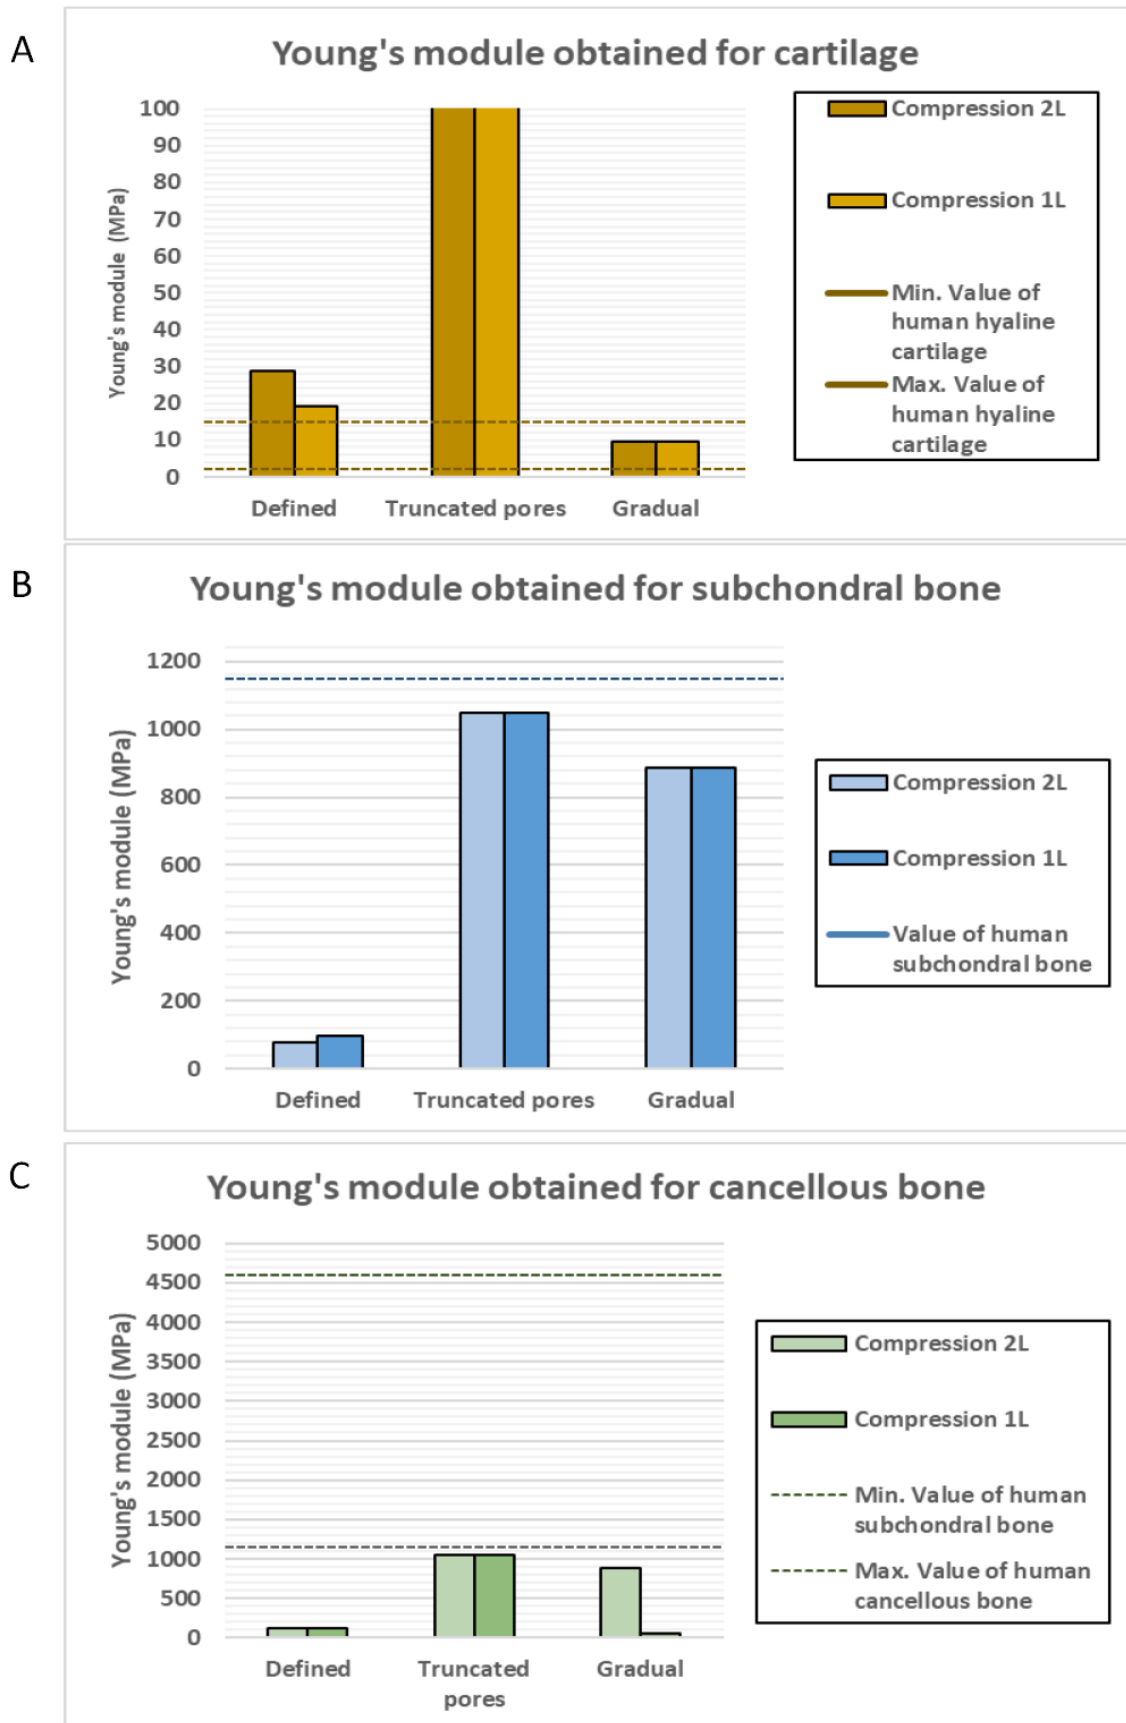 A
Young's module obtained for cartilage
Young's module (MPa)
100
90
80
70
60
50
40
30
20
10
0
Defined
Truncated pores
Gradual
Compression 2L
Compression 1L
Min. Value of
human hyaline
cartilage
Max. Value of
human hyaline
cartilage
B
Young's module obtained for subchondral bone
Young's module (MPa)
1200
1000
800
600
400
200
0
Defined
Truncated pores
Gradual
Compression 2L
Compression 1L
Value of human
subchondral bone
C
Young's module obtained for cancellous bone
Young's module (MPa)
5000
4500
4000
3500
3000
2500
2000
1500
1000
500
0
Defined
Truncated
pores
Gradual
Compression 2L
Compression 1L
Min. Value of human
subchondral bone
Max. Value of human
cancellous bone